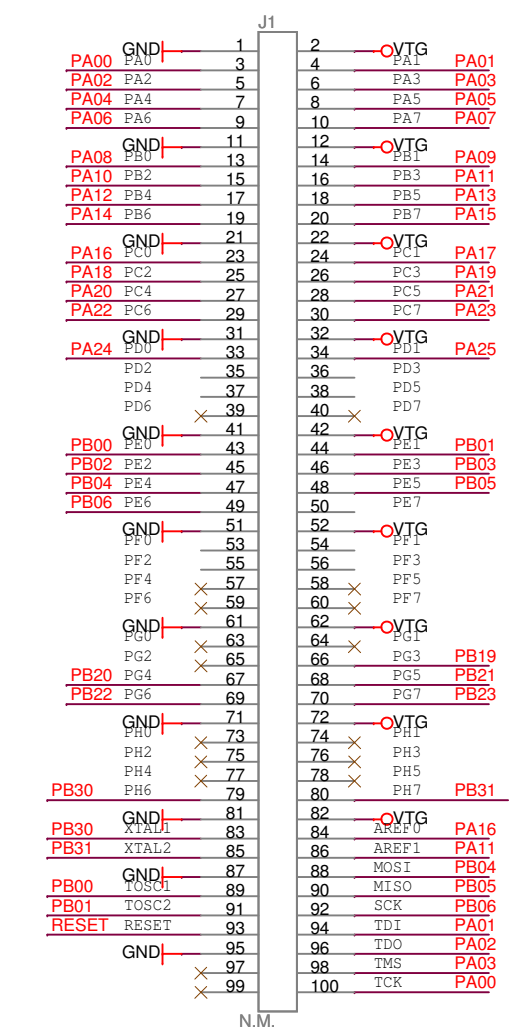 J1
GND 1 2 VTG
PA00 PA0 3 4 PA1 PA01
PA02 PA2 5 6 PA3 PA03
PA04 PA4 7 8 PA5 PA05
PA06 PA6 9 10 PA7 PA07
GND 11 12 VTG
PA08 PB0 13 14 PB1 PA09
PA10 PB2 15 16 PB3 PA11
PA12 PB4 17 18 PB5 PA13
PA14 PB6 19 20 PB7 PA15
GND 21 22 VTG
PA16 PC0 23 24 PC1 PA17
PA18 PC2 25 26 PC3 PA19
PA20 PC4 27 28 PC5 PA21
PA22 PC6 29 30 PC7 PA23
GND 31 32 VTG
PA24 PD0 33 34 PD1 PA25
PD2 35 36 PD3
PD4 37 38 PD5
PD6 39 40 PD7
GND 41 42 VTG
PB00 PE0 43 44 PE1 PB01
PB02 PE2 45 46 PE3 PB03
PB04 PE4 47 48 PE5 PB05
PB06 PE6 49 50 PE7
GND 51 52 VTG
PF0 53 54 PF1
PF2 55 56 PF3
PF4 57 58 PF5
PF6 59 60 PF7
GND 61 62 VTG
PG0 63 64 PG1
PG2 65 66 PG3 PB19
PB20 PG4 67 68 PG5 PB21
PB22 PG6 69 70 PG7 PB23
GND 71 72 VTG
PH0 73 74 PH1
PH2 75 76 PH3
PH4 77 78 PH5
PB30 PH6 79 80 PH7 PB31
GND 81 82 VTG
PB30 XTAL1 83 84 AREF0 PA16
PB31 XTAL2 85 86 AREF1 PA11
GND 87 88 MOSI PB04
PB00 TOSC1 89 90 MISO PB05
PB01 TOSC2 91 92 SCK PB06
RESET RESET 93 94 TDI PA01
GND 95 96 TDO PA02
97 98 TMS PA03
99 100 TCK PA00
N.M.